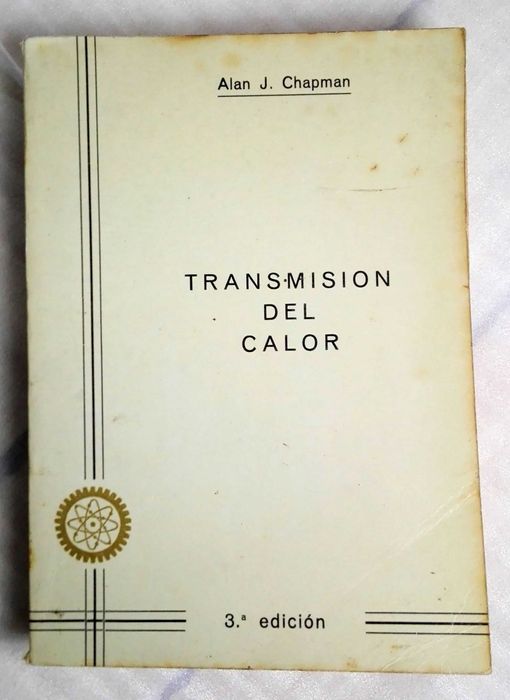 Alan J. Chapman
TRANSMISION
DEL
CALOR
3.ª edición